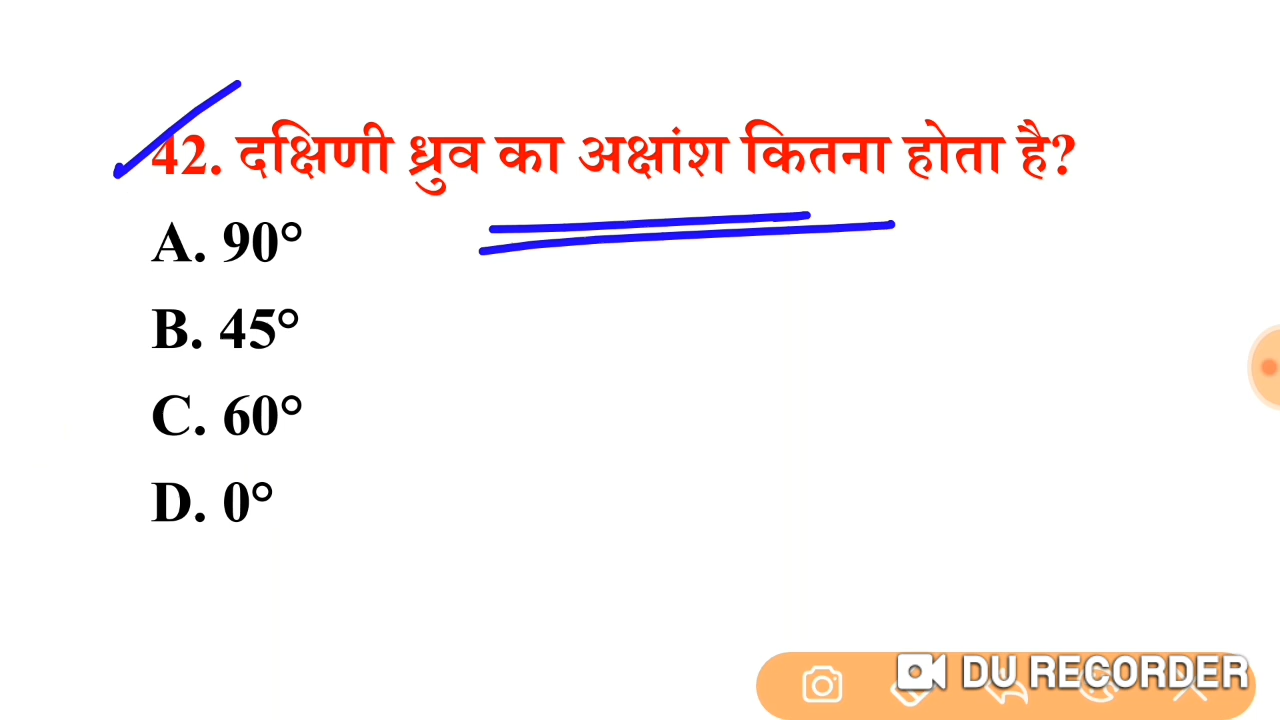 42. दक्षिणी ध्रुव का अक्षांश कितना होता है?
A. 90°
B. 45°
C. 60°
D. 0°
DU RECORDER